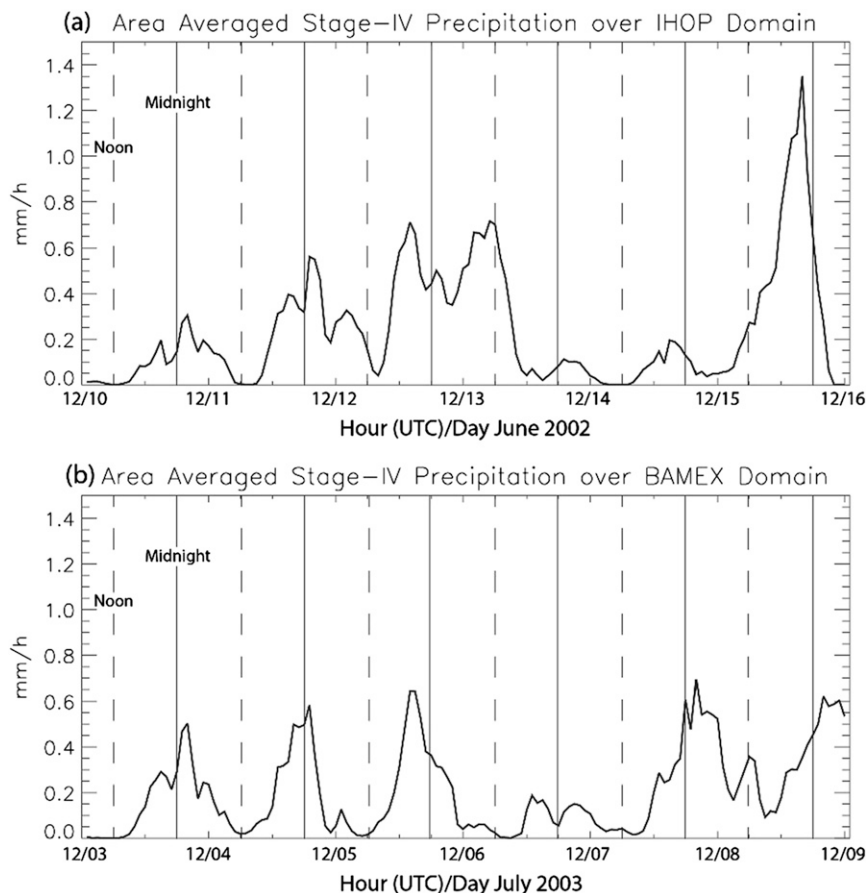 (a) Area Averaged Stage-IV Precipitation over IHOP Domain
1.4
1.2
1.0
0.8
0.6
0.4
0.2
0.0
mm/h
Midnight
Noon
12/10 12/11 12/12 12/13 12/14 12/15 12/16
Hour (UTC)/Day June 2002
(b) Area Averaged Stage-IV Precipitation over BAMEX Domain
1.4
1.2
1.0
0.8
0.6
0.4
0.2
0.0
mm/h
Midnight
Noon
12/03 12/04 12/05 12/06 12/07 12/08 12/09
Hour (UTC)/Day July 2003